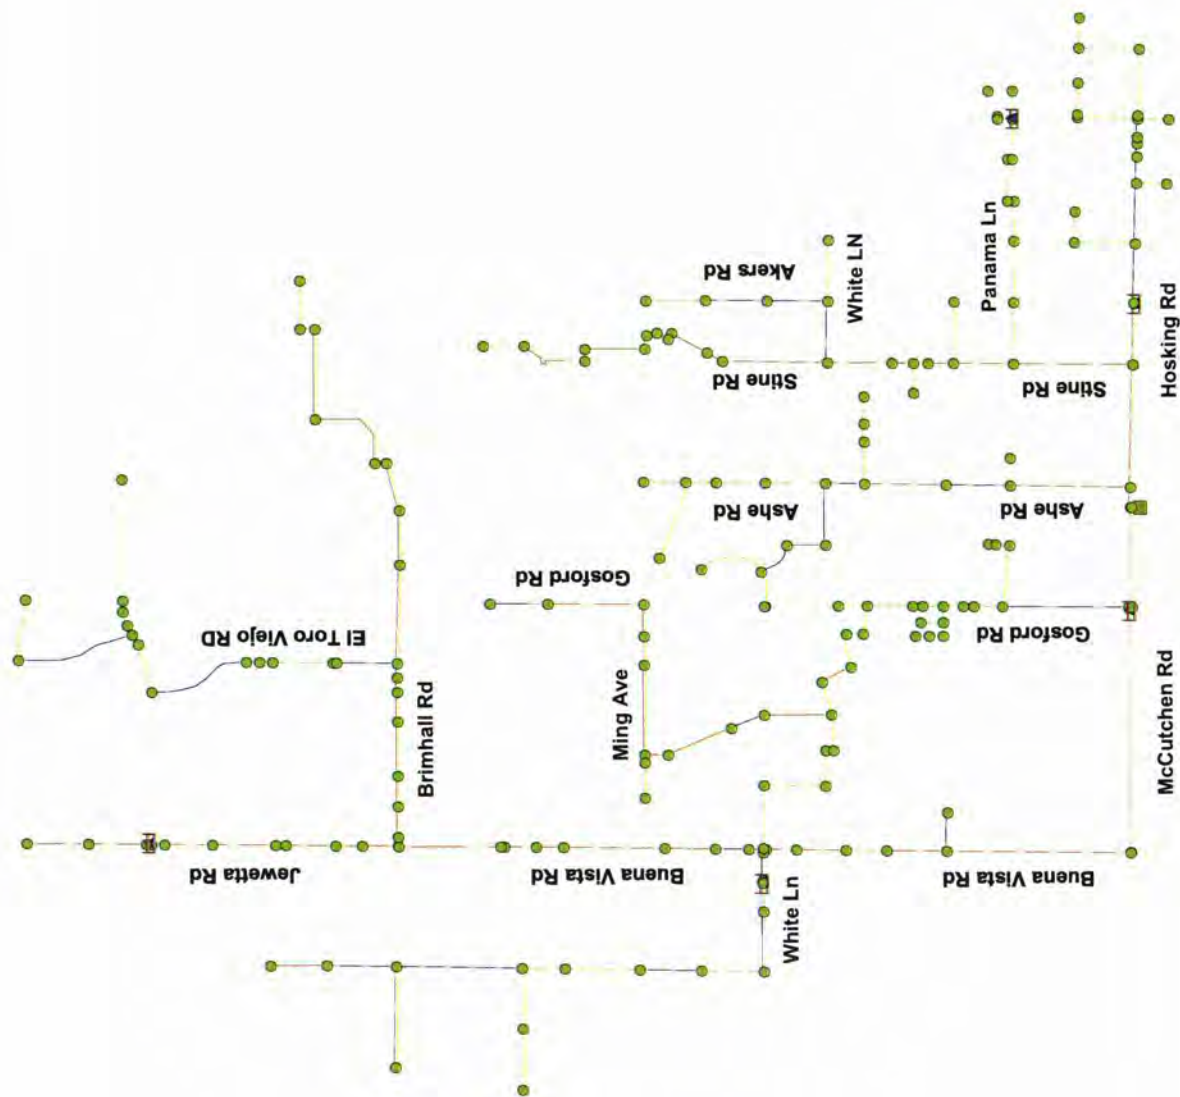 Panama Ln
Akers Rd
White LN
Stine Rd
Stine Rd
Hosking Rd
Ashe Rd
Ashe Rd
Gosford Rd
El Toro Viejo RD
Gosford Rd
Ming Ave
Brimhall Rd
McCutchen Rd
Jewetta Rd
Buena Vista Rd
Buena Vista Rd
White Ln